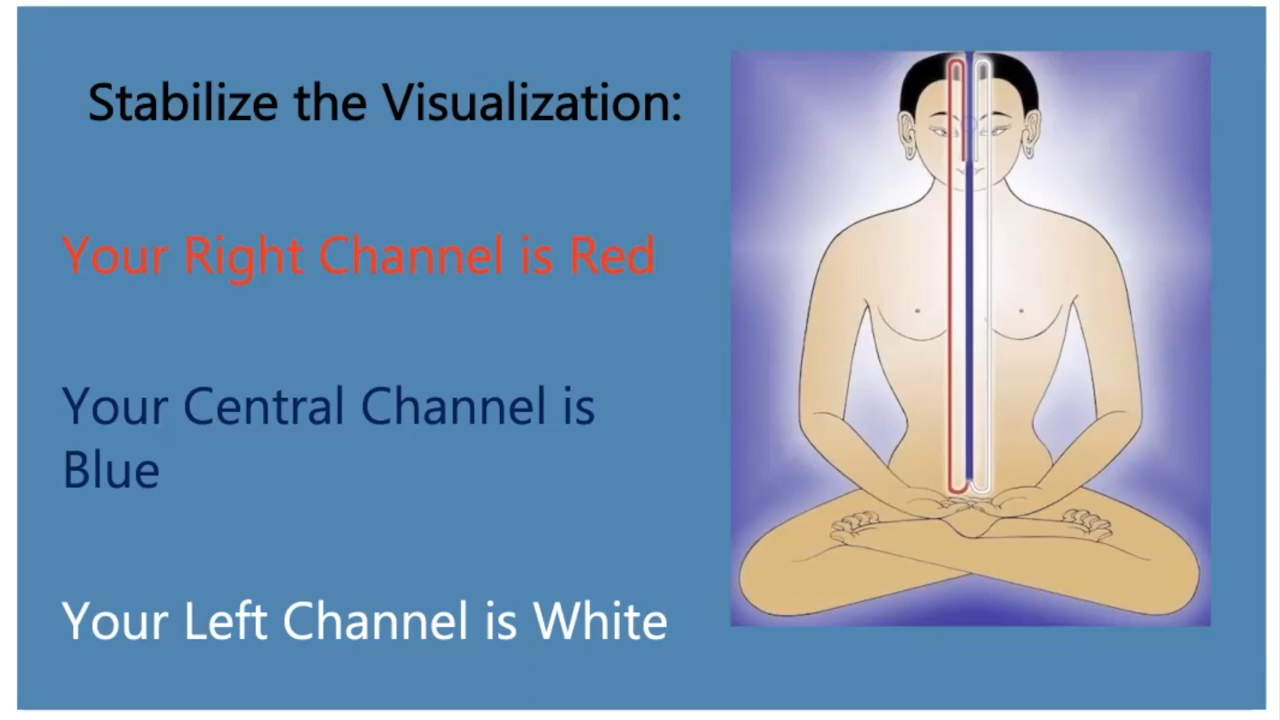 Stabilize the Visualization:
Your Right Channel is Red
Your Central Channel is
Blue
Your Left Channel is White